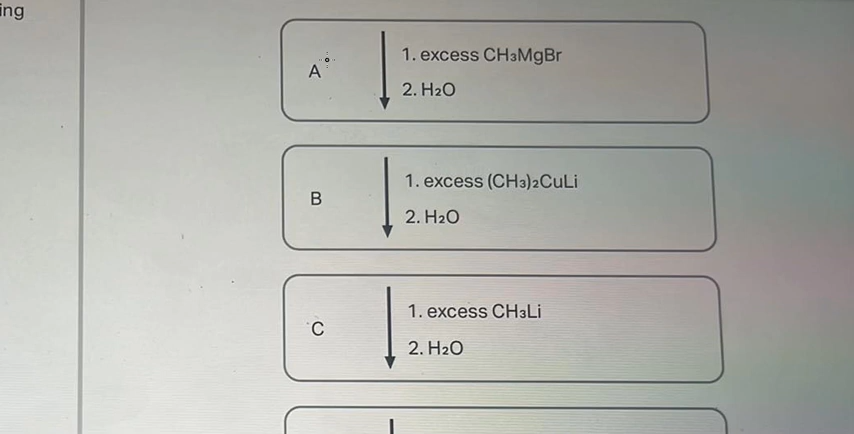 ing
A
1. excess CH₃MgBr
2. H₂O
B
1. excess (CH₃)₂CuLi
2. H₂O
C
1. excess CH₃Li
2. H₂O